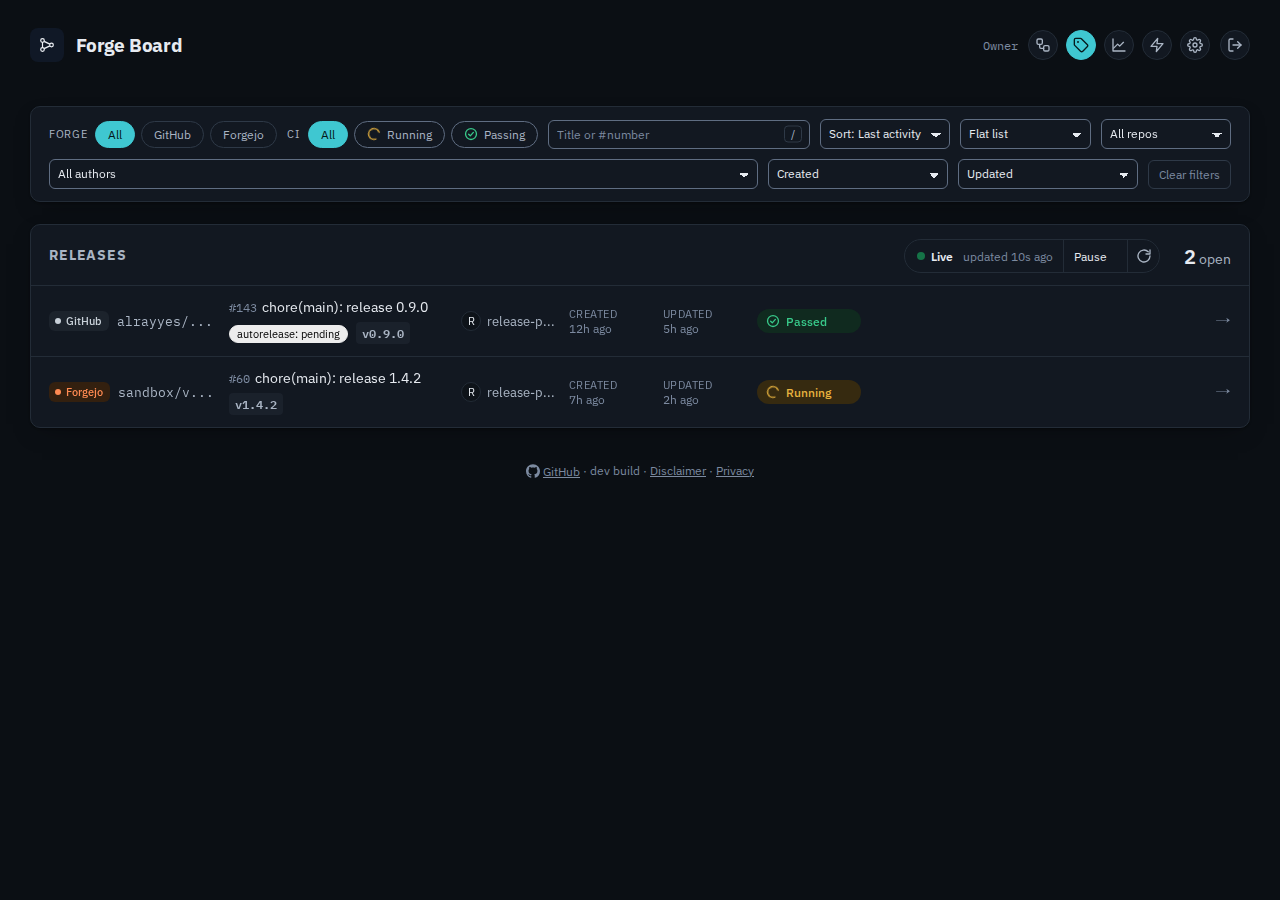 Forge Board
Owner
FORGE All GitHub Forgejo CI All Running Passing Title or #number / Sort: Last activity Flat list All repos
All authors Created Updated Clear filters
RELEASES Live updated 10s ago Pause 2 open
GitHub alrayyes/... #143 chore(main): release 0.9.0 R release-p... CREATED UPDATED Passed →
autorelease: pending v0.9.0 12h ago 5h ago
Forgejo sandbox/v... #60 chore(main): release 1.4.2 R release-p... CREATED UPDATED Running →
v1.4.2 7h ago 2h ago
GitHub · dev build · Disclaimer · Privacy